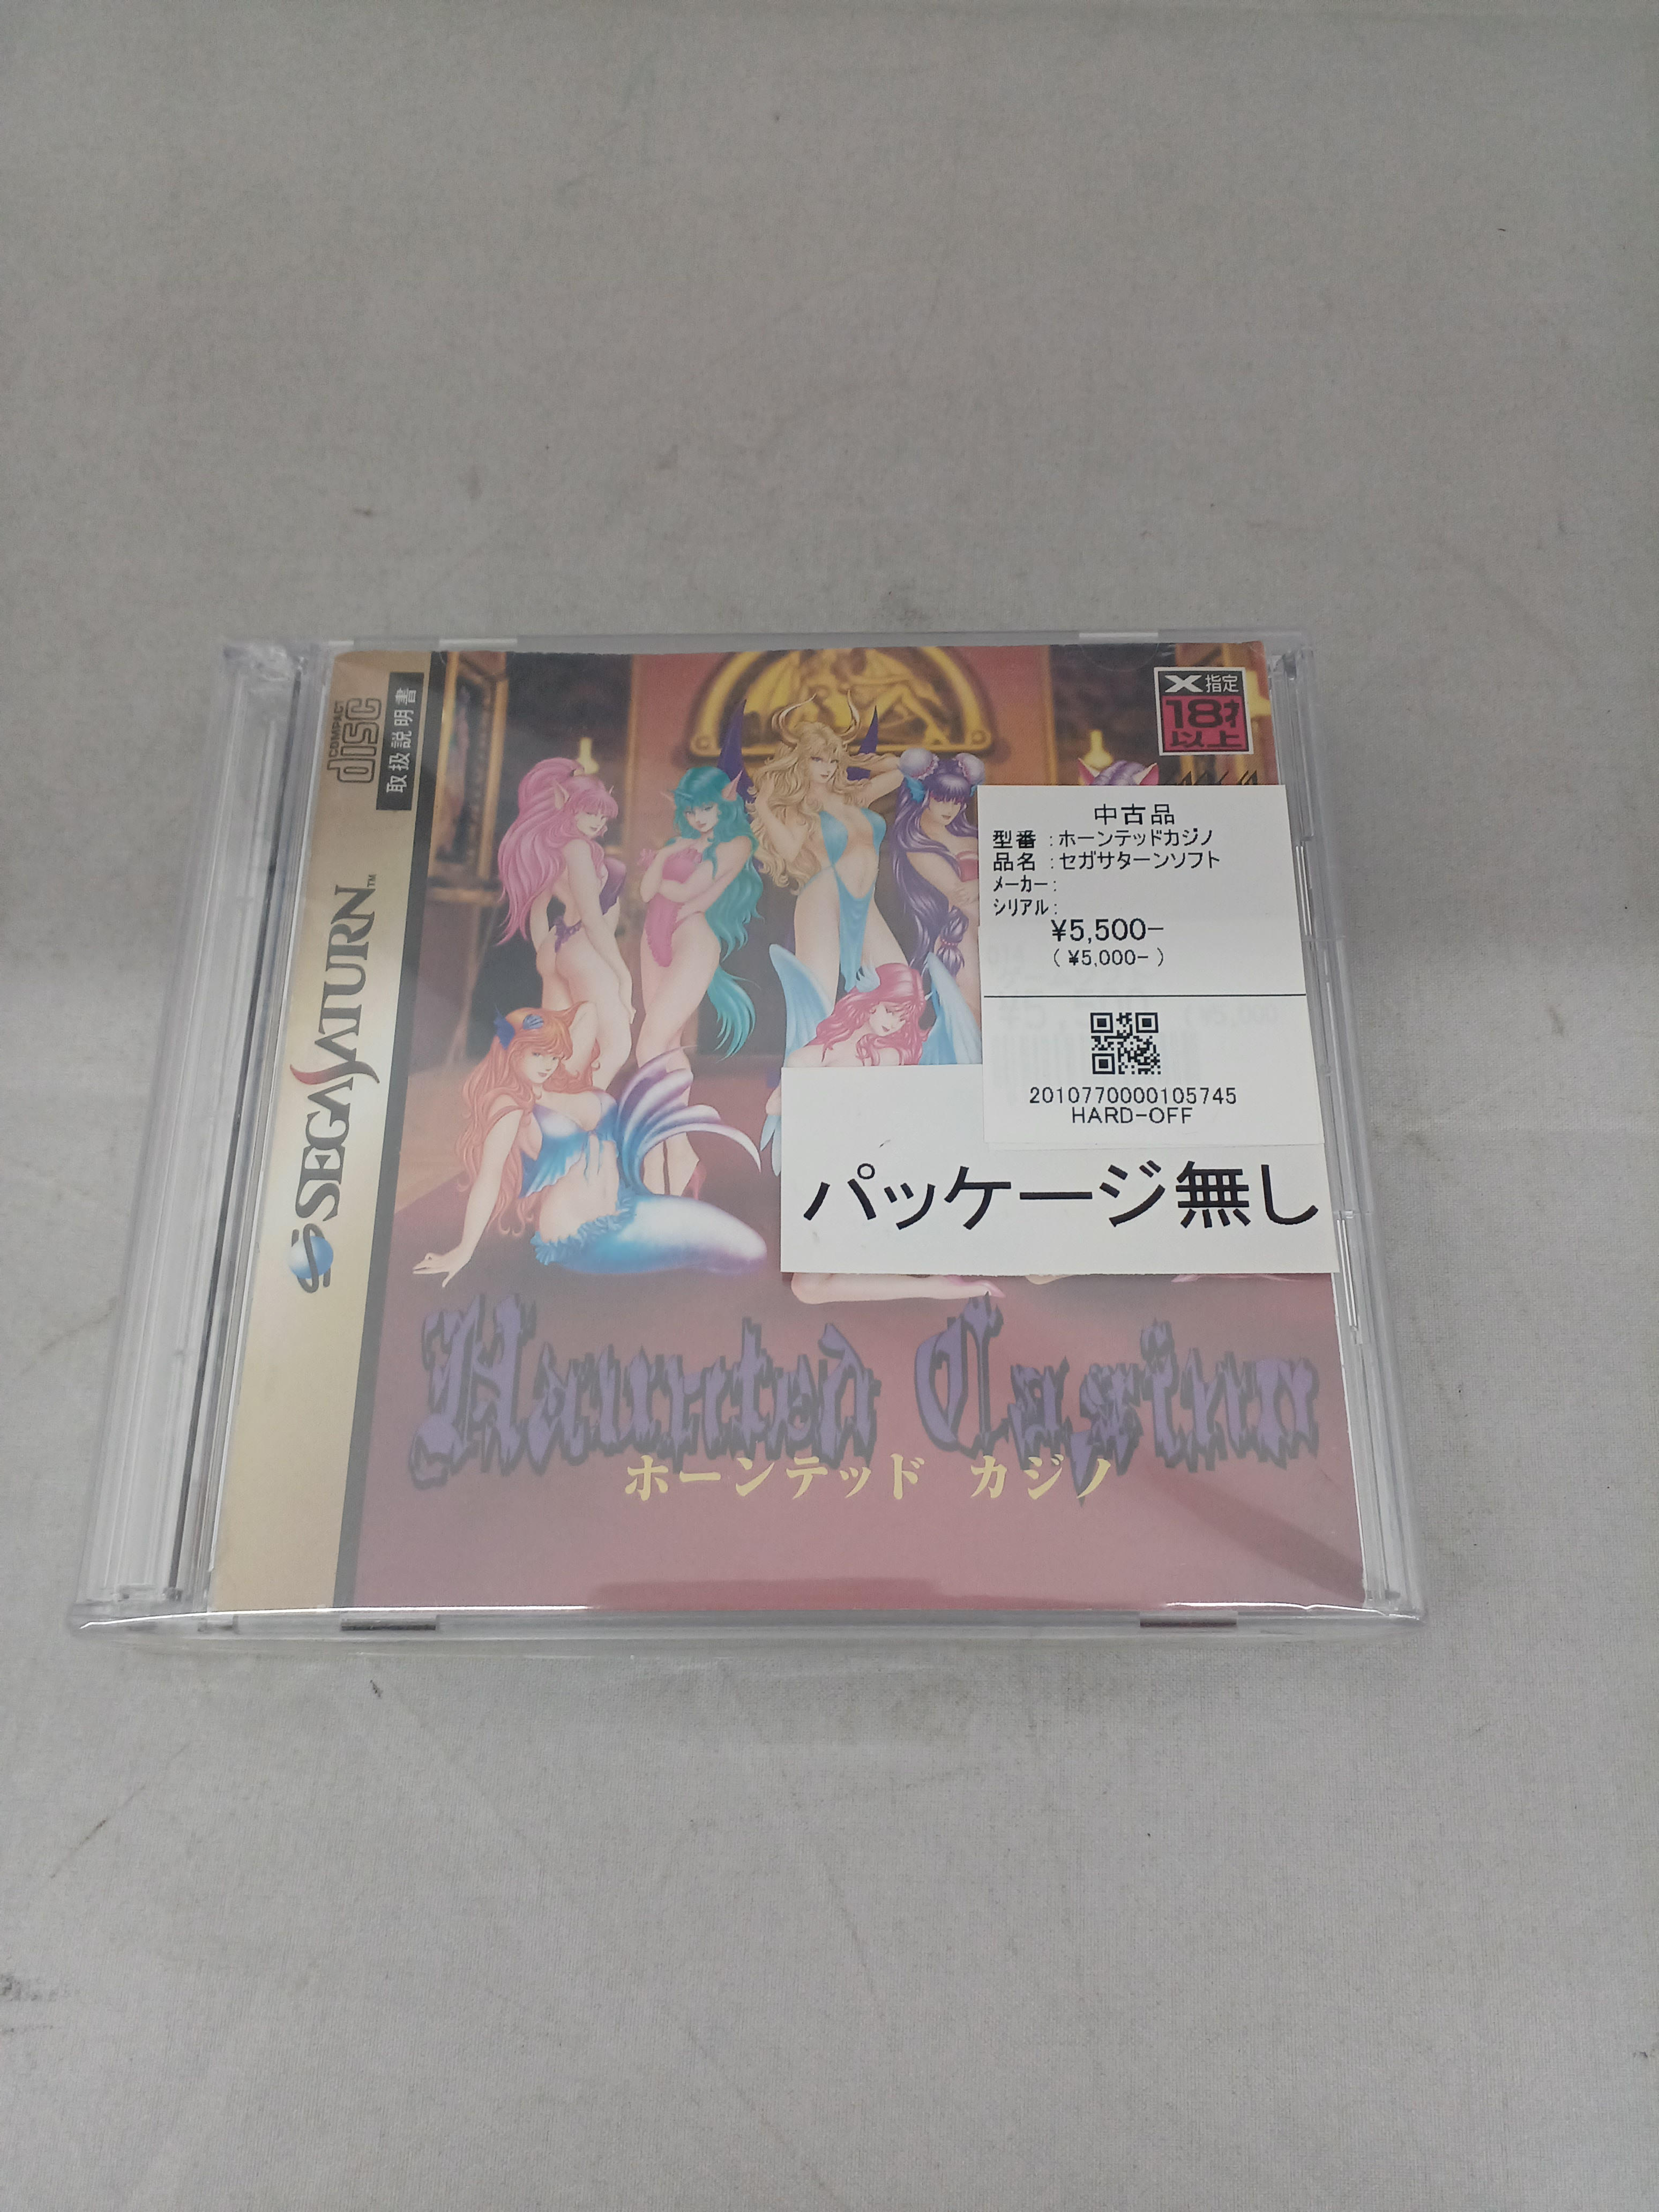 COMPACT
disc
取扱説明書
SEGA SATURN™
X指定
18才
以上
中古品
型番 :ホーンテッドカジノ
品名 :セガサターンソフト
メーカー:
シリアル:
¥5,500-
(¥5,000-)
2010770000105745
HARD-OFF
パッケージ無し
Haunted Casino
ホーンテッド カジノ